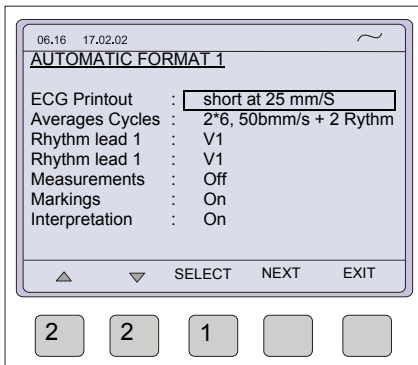 06.16 17.02.02
AUTOMATIC FORMAT 1
ECG Printout : short at 25 mm/S
Averages Cycles : 2*6, 50bmm/s + 2 Rythm
Rhythm lead 1 : V1
Rhythm lead 1 : V1
Measurements : Off
Markings : On
Interpretation : On
SELECT NEXT EXIT
2 2 1